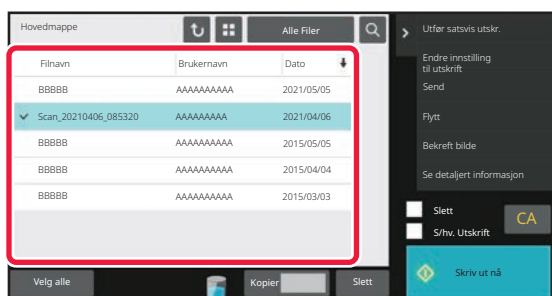 Hovedmappe
Alle Filer
Filnavn Brukernavn Dato
BBBBB AAAAAAAAAA 2021/05/05
Scan_20210406_085320 AAAAAAAAA 2021/04/06
BBBBB AAAAAAAAAA 2015/05/05
BBBBB AAAAAAAAAA 2015/04/04
BBBBB AAAAAAAAAA 2015/03/03
Velg alle
Kopier
Slett
Utfør satsvis utskr.
Endre innstilling
til utskrift
Send
Flytt
Bekreft bilde
Se detaljert informasjon
Slett
S/hv. Utskrift
CA
Skriv ut nå